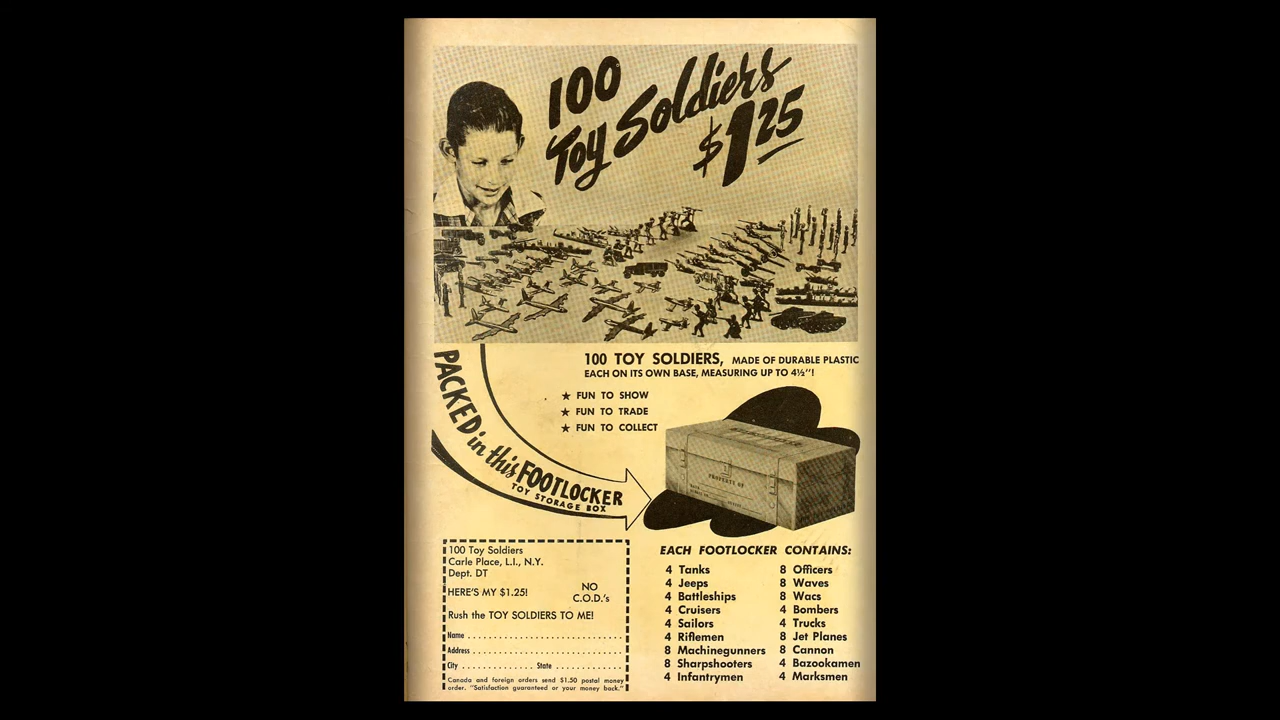 100
Toy Soldiers
$1.25
100 TOY SOLDIERS, MADE OF DURABLE PLASTIC
EACH ON ITS OWN BASE, MEASURING UP TO 4½"!
★ FUN TO SHOW
★ FUN TO TRADE
★ FUN TO COLLECT
PACKED in this FOOTLOCKER
TOY STORAGE BOX
PROPERTY OF
100 Toy Soldiers
Carle Place, L.I., N.Y.
Dept. DT
HERE'S MY $1.25!
NO
C.O.D.'s
Rush the TOY SOLDIERS TO ME!
Name
Address
City State
Canada and foreign orders send $1.50 postal money
order. "Satisfaction guaranteed or your money back."
EACH FOOTLOCKER CONTAINS:
4 Tanks
4 Jeeps
4 Battleships
4 Cruisers
4 Sailors
4 Riflemen
8 Machinegunners
8 Sharpshooters
4 Infantrymen
8 Officers
8 Waves
8 Wacs
4 Bombers
4 Trucks
8 Jet Planes
8 Cannon
4 Bazookamen
4 Marksmen